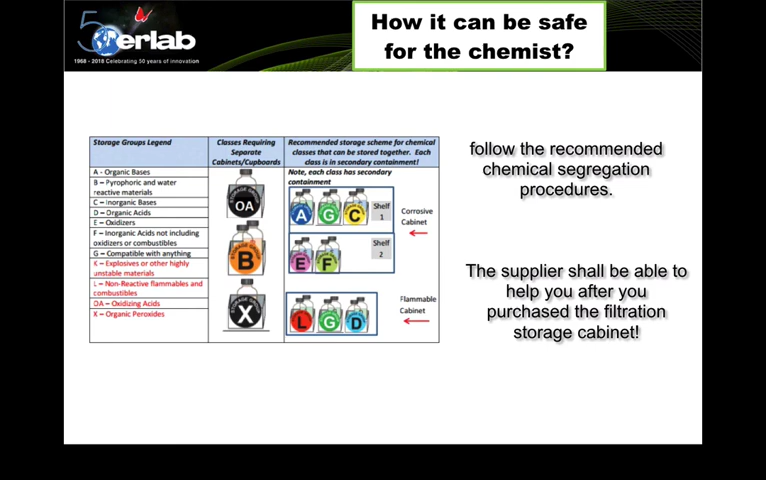 How it can be safe
for the chemist?
50
erlab
1968 - 2018 Celebrating 50 years of innovation
Storage Groups Legend
Classes Requiring
Separate
Cabinets/Cupboards
Recommended storage scheme for chemical
classes that can be stored together. Each
class is in secondary containment!
A - Organic Bases
B – Pyrophoric and water
reactive materials
C – Inorganic Bases
D – Organic Acids
E – Oxidizers
F – Inorganic Acids not including
oxidizers or combustibles
G – Compatible with anything
K – Explosives or other highly
unstable materials
L – Non-Reactive flammables and
combustibles
OA – Oxidizing Acids
X – Organic Peroxides
OA
B
X
Note, each class has secondary
containment
A G C
Shelf
1
Corrosive
Cabinet
E F
Shelf
2
L G D
Flammable
Cabinet
follow the recommended
chemical segregation
procedures.
The supplier shall be able to
help you after you
purchased the filtration
storage cabinet!